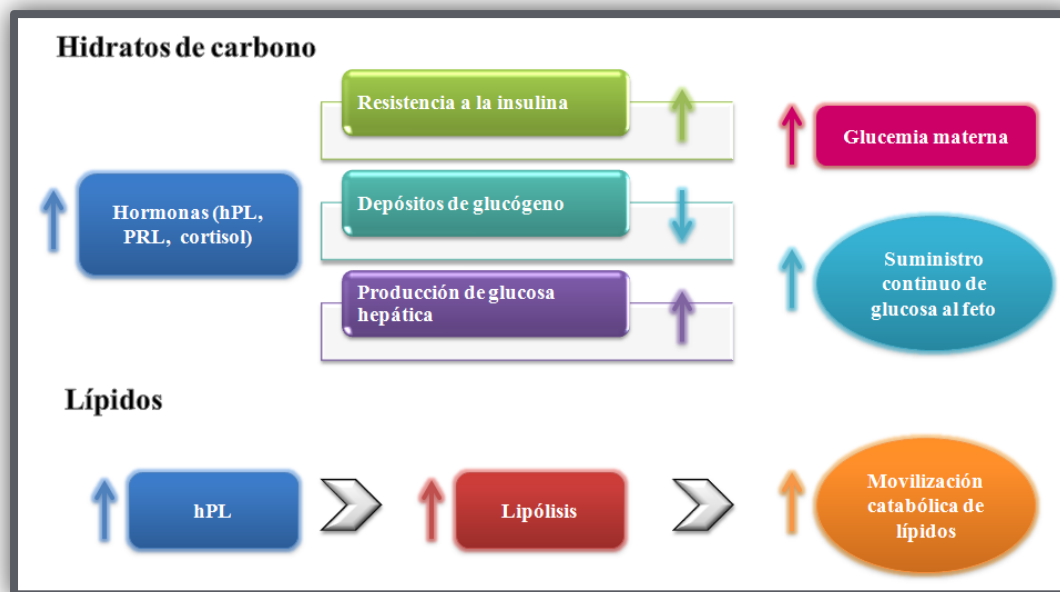 Hidratos de carbono
Resistencia a la insulina
Glucemia materna
Hormonas (hPL,
PRL, cortisol)
Depósitos de glucógeno
Suministro
continuo de
glucosa al feto
Producción de glucosa
hepática
Lípidos
hPL
Lipólisis
Movilización
catabólica de
lípidos